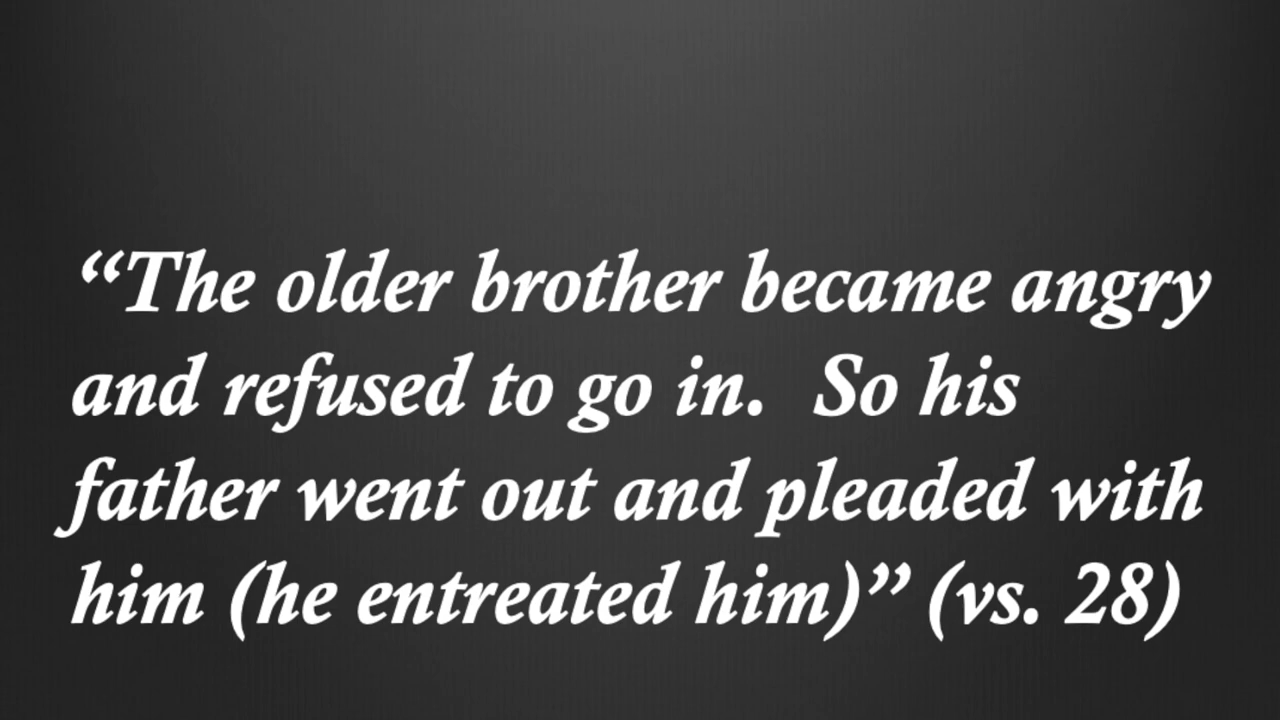 “The older brother became angry
and refused to go in.  So his
father went out and pleaded with
him (he entreated him)” (vs. 28)